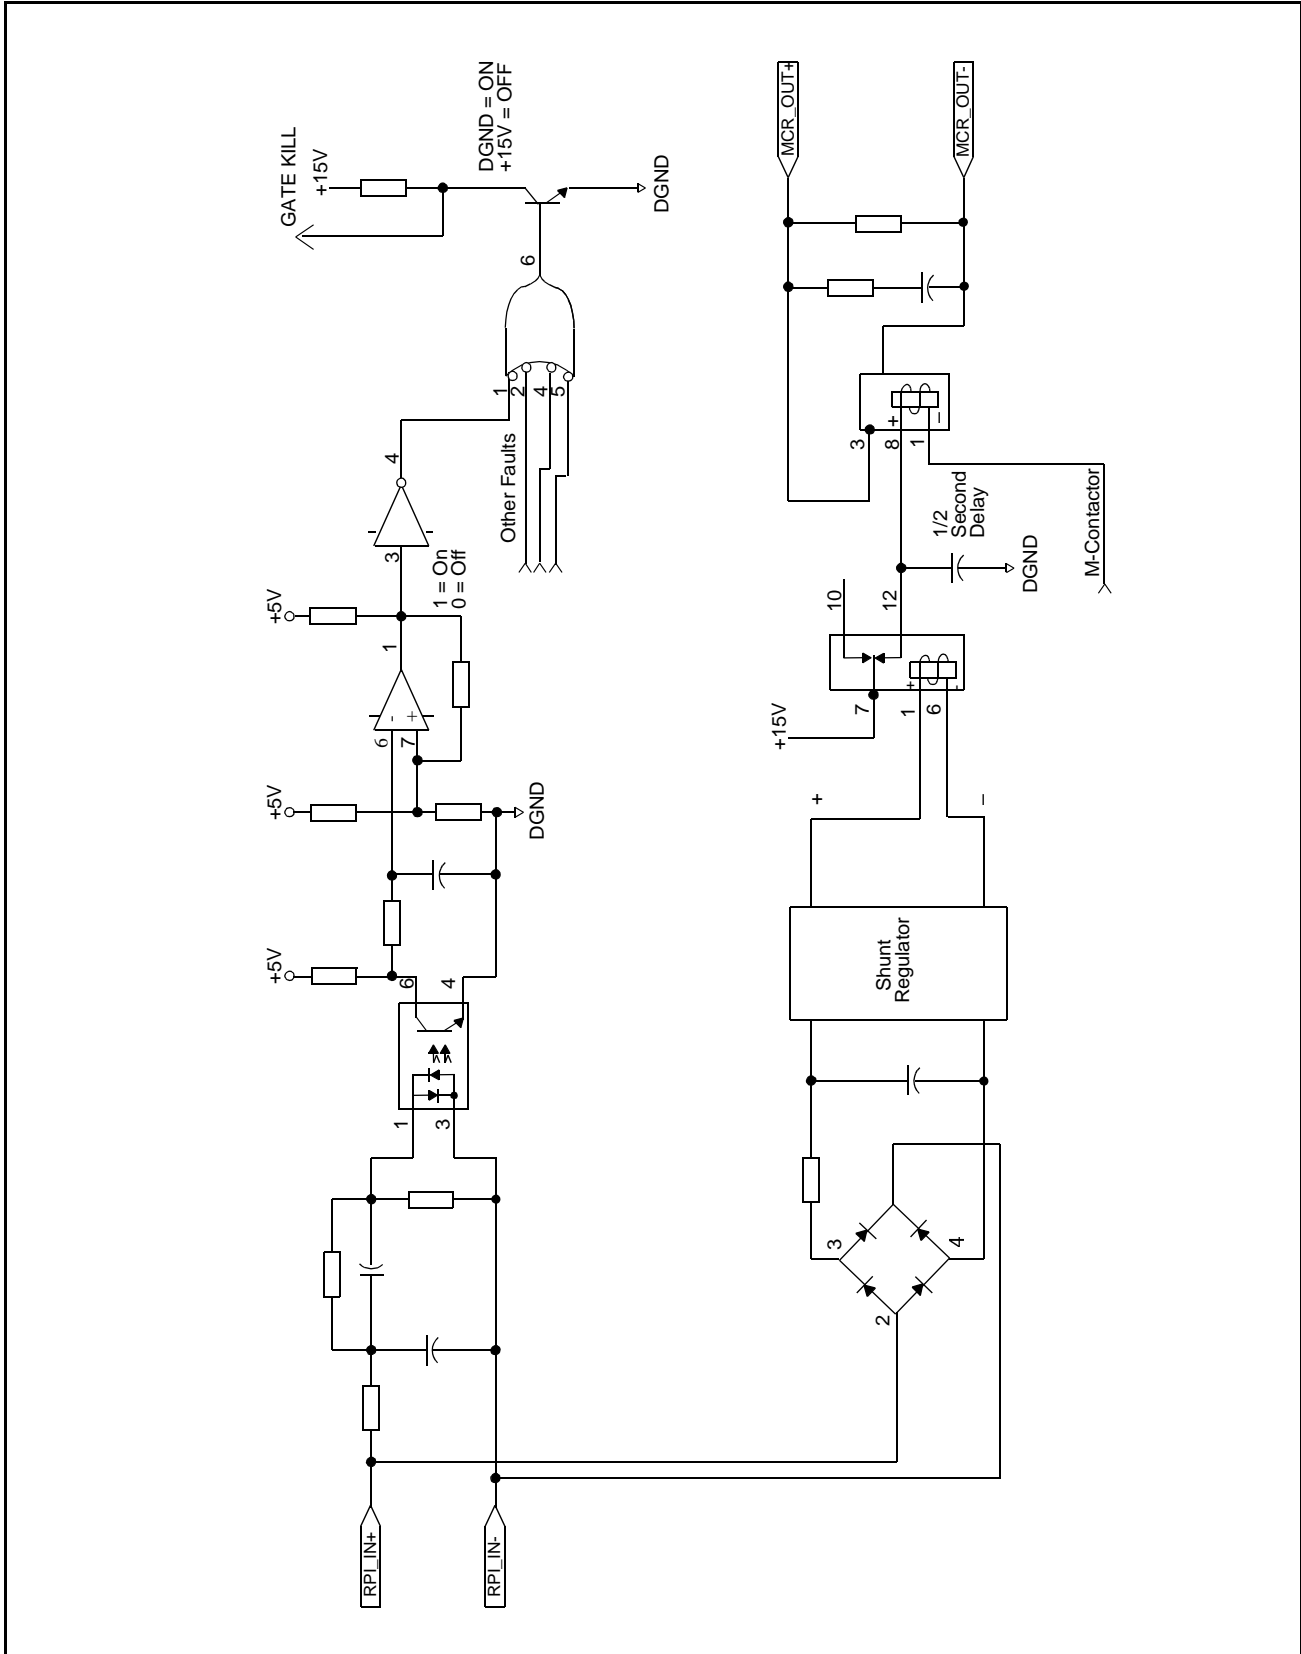 RPI_IN+
RPI_IN-
1
3
6
4
+5V
+5V
DGND
6
7
-
+
1
+5V
1 = On
0 = Off
3
4
Other Faults
1
2
4
5
6
GATE KILL
+15V
DGND = ON
+15V = OFF
DGND
2
3
4
Shunt
Regulator
+
–
+15V
7
1
6
+
-
10
12
1/2
Second
Delay
DGND
M-Contactor
3
8
1
+
–
MCR_OUT+
MCR_OUT-